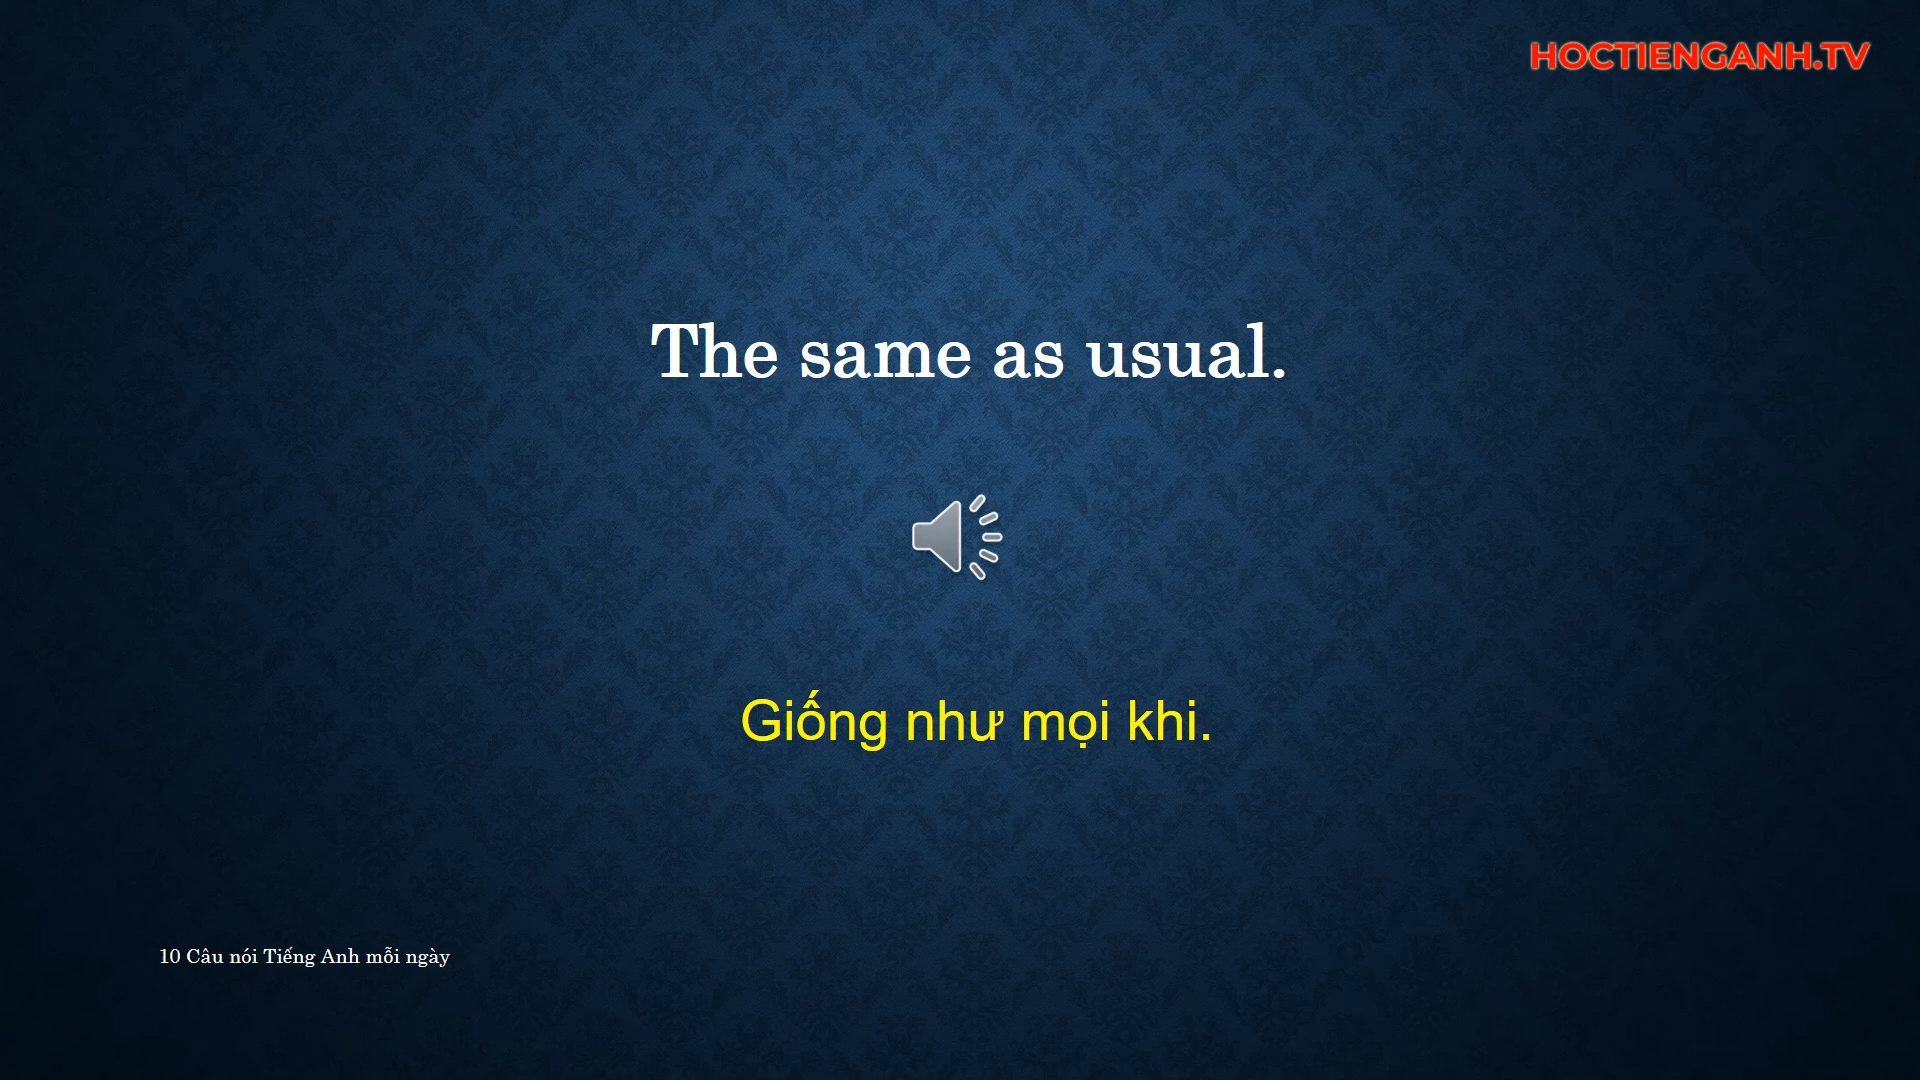 HOCTIENGANH.TV
The same as usual.
Giống như mọi khi.
10 Câu nói Tiếng Anh mỗi ngày